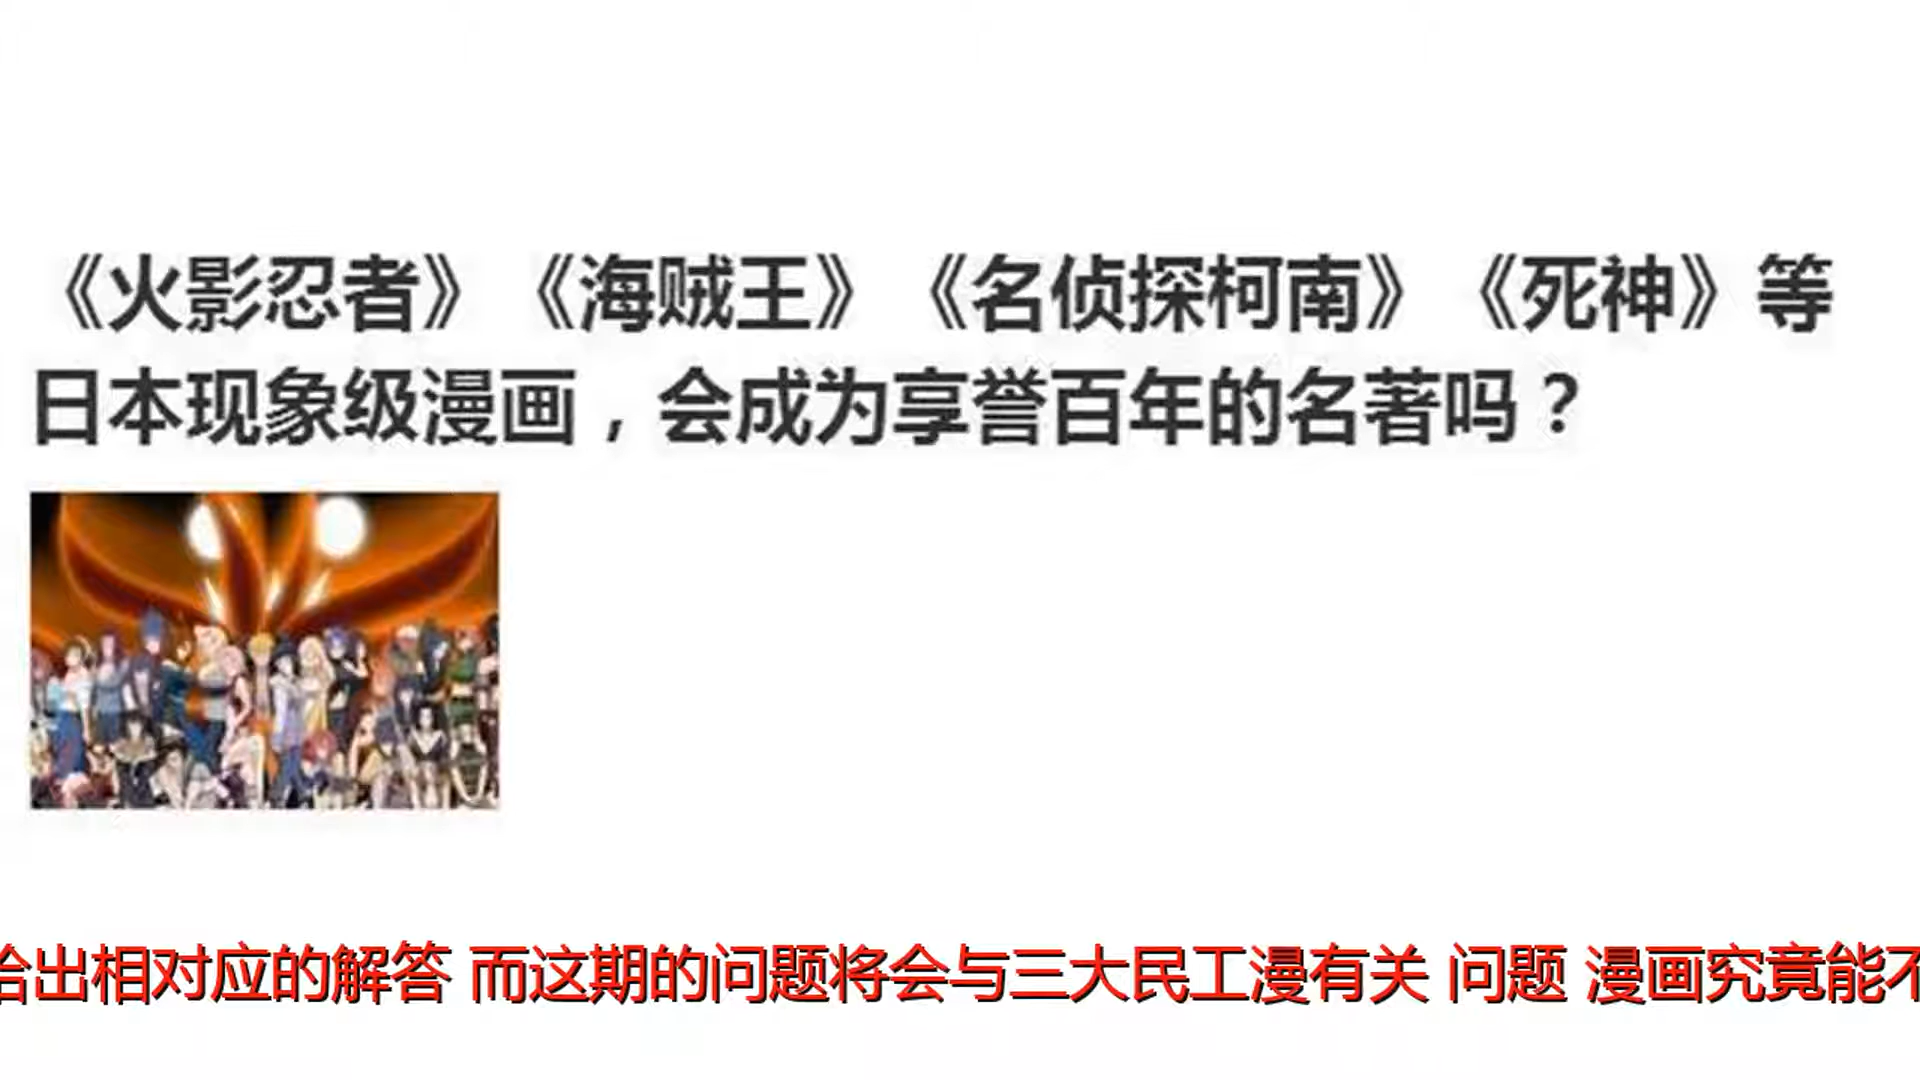 《火影忍者》《海贼王》《名侦探柯南》《死神》等
日本现象级漫画，会成为享誉百年的名著吗？
给出相对应的解答 而这期的问题将会与三大民工漫有关 问题 漫画究竟能不